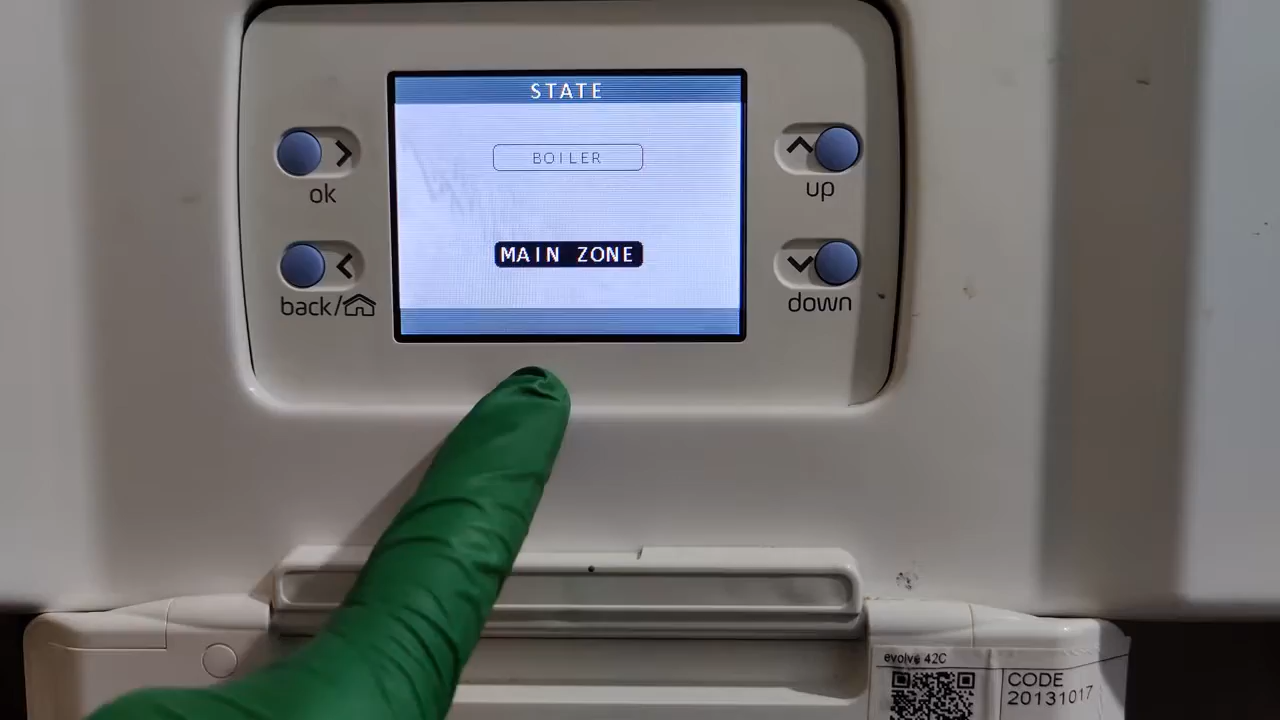 STATE
BOILER
MAIN ZONE
ok
back/
up
down
evolve 42C
CODE
20131017